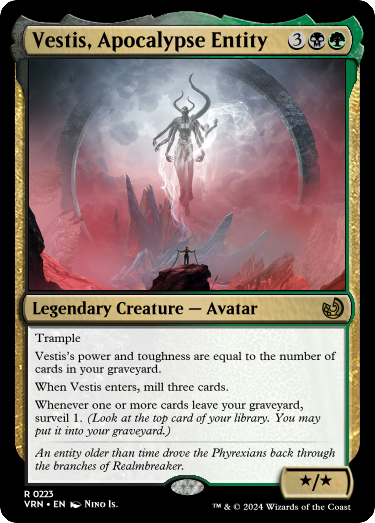 Vestis, Apocalypse Entity 3
Legendary Creature — Avatar
Trample
Vestis's power and toughness are equal to the number of
cards in your graveyard.
When Vestis enters, mill three cards.
Whenever one or more cards leave your graveyard,
surveil 1. (Look at the top card of your library. You may
put it into your graveyard.)
An entity older than time drove the Phyrexians back through
the branches of Realmbreaker.
*/*
R 0223
VRN • EN Nino Is.
™ & © 2024 Wizards of the Coast